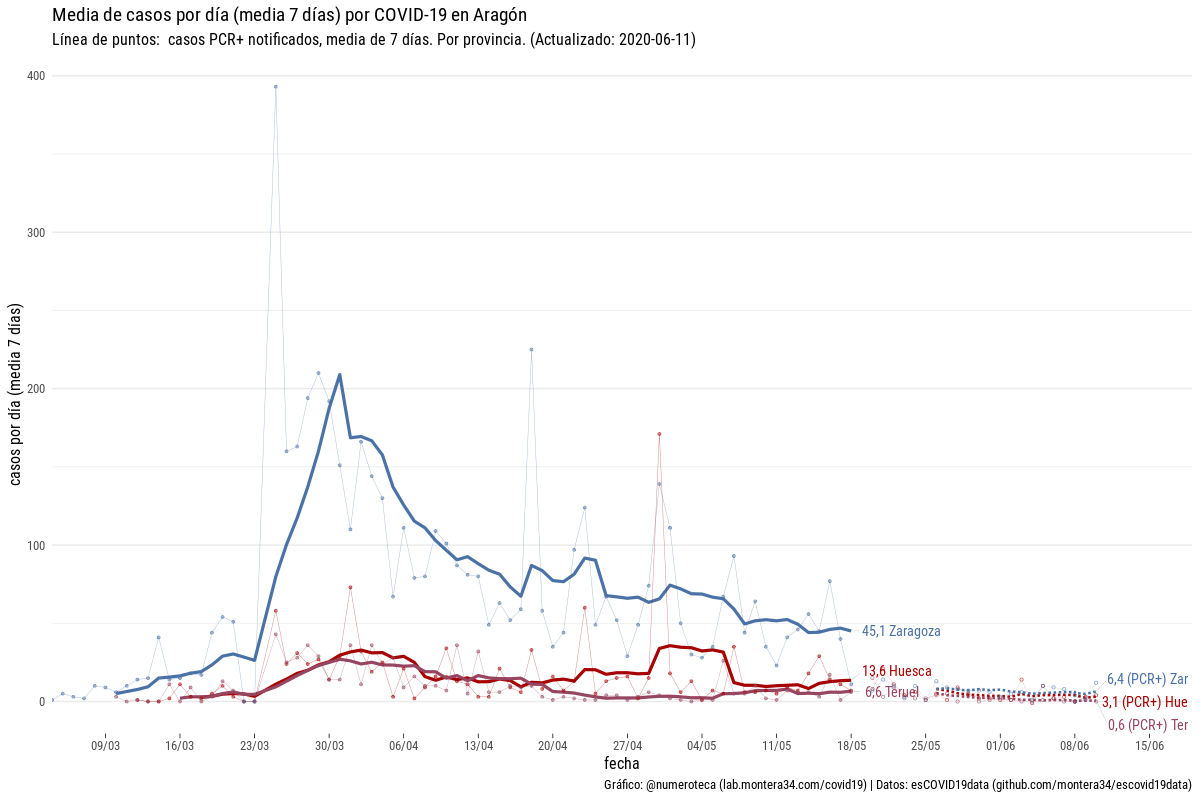 Media de casos por día (media 7 días) por COVID-19 en Aragón
Línea de puntos:  casos PCR+ notificados, media de 7 días. Por provincia. (Actualizado: 2020-06-11)
400
300
200
100
0
casos por día (media 7 días)
45,1 Zaragoza
13,6 Huesca
6,6 Teruel
6,4 (PCR+) Zar
3,1 (PCR+) Hue
0,6 (PCR+) Ter
09/03 16/03 23/03 30/03 06/04 13/04 20/04 27/04 04/05 11/05 18/05 25/05 01/06 08/06 15/06
fecha
Gráfico: @numeroteca (lab.montera34.com/covid19) | Datos: esCOVID19data (github.com/montera34/escovid19data)